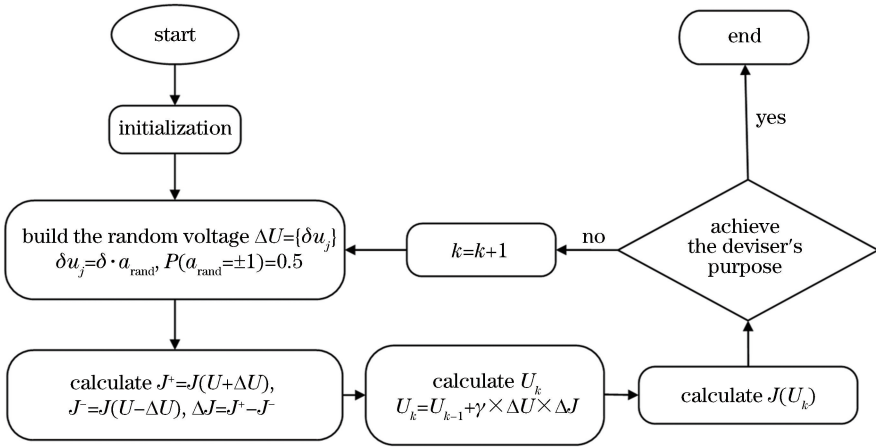 start
initialization
build the random voltage ΔU={δu_j}
δu_j=δ·a_rand, P(a_rand=±1)=0.5
calculate J⁺=J(U+ΔU),
J⁻=J(U−ΔU), ΔJ=J⁺−J⁻
calculate U_k
U_k=U_{k−1}+γ×ΔU×ΔJ
calculate J(U_k)
achieve
the deviser's
purpose
no
k=k+1
yes
end